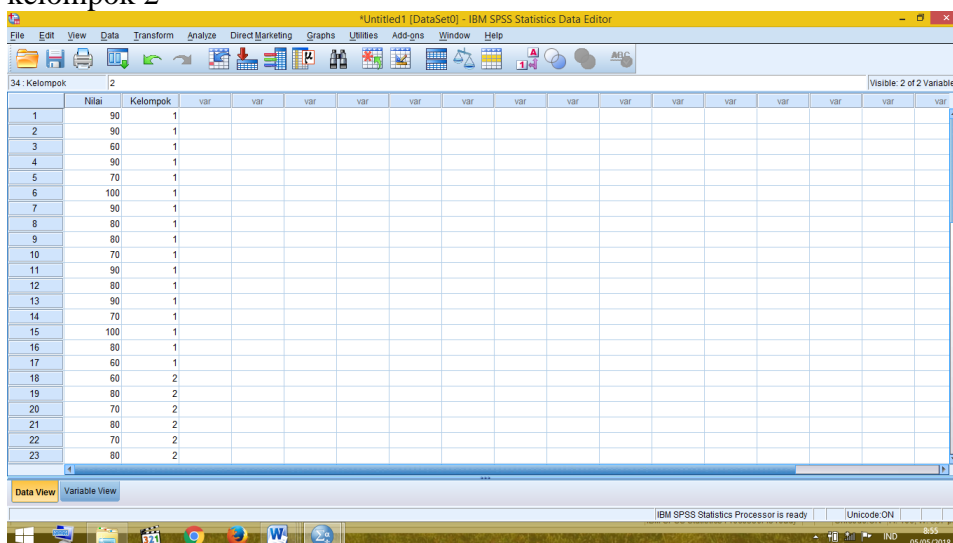 kelompok 2
*Untitled1 [DataSet0] - IBM SPSS Statistics Data Editor
File Edit View Data Transform Analyze Direct Marketing Graphs Utilities Add-ons Window Help
34 : Kelompok 2 Visible: 2 of 2 Variable
Nilai Kelompok var var var var var var var var var var var var var var
1 90 1
2 90 1
3 60 1
4 90 1
5 70 1
6 100 1
7 90 1
8 80 1
9 80 1
10 70 1
11 90 1
12 80 1
13 90 1
14 70 1
15 100 1
16 80 1
17 60 1
18 60 2
19 80 2
20 70 2
21 80 2
22 70 2
23 80 2
Data View Variable View
IBM SPSS Statistics Processor is ready Unicode:ON
IND 8:55
05/05/2018